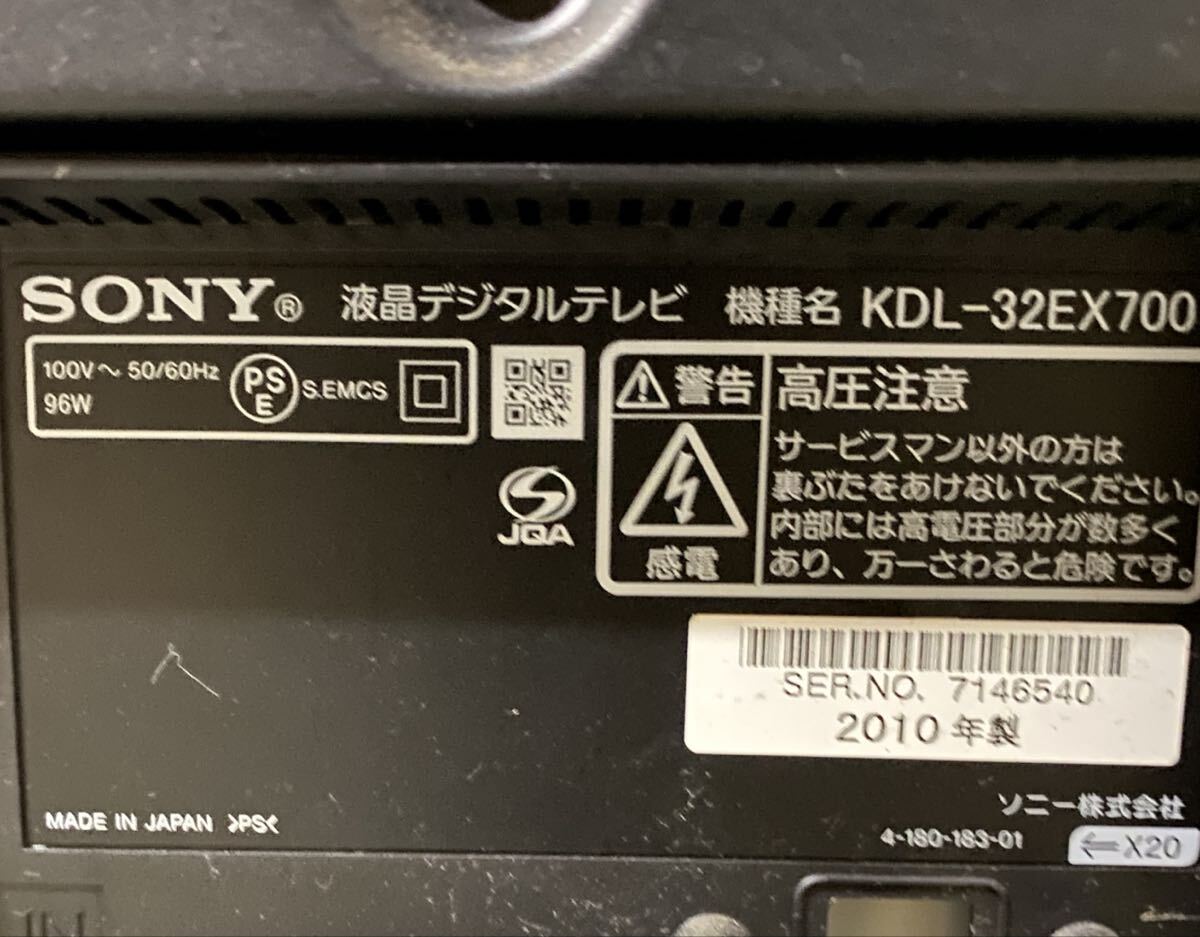 SONY® 液晶デジタルテレビ 機種名 KDL-32EX700
100V～ 50/60Hz
96W
PSE
S.EMCS
JQA
警告
感電
高圧注意
サービスマン以外の方は
裏ぶたをあけないでください。
内部には高電圧部分が数多く
あり、万一さわると危険です。
SER.NO. 7146540
2010 年製
MADE IN JAPAN >PS<
ソニー株式会社
4-180-183-01
X20
IN